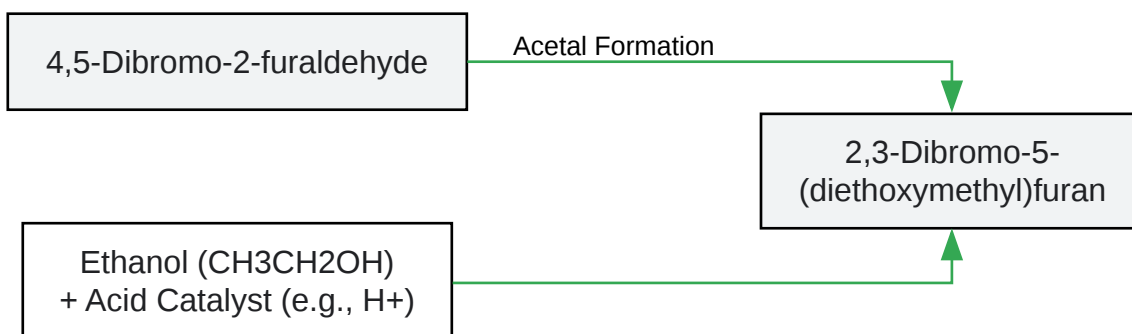 4,5-Dibromo-2-furaldehyde
Acetal Formation
2,3-Dibromo-5-
(diethoxymethyl)furan
Ethanol (CH3CH2OH)
+ Acid Catalyst (e.g., H+)